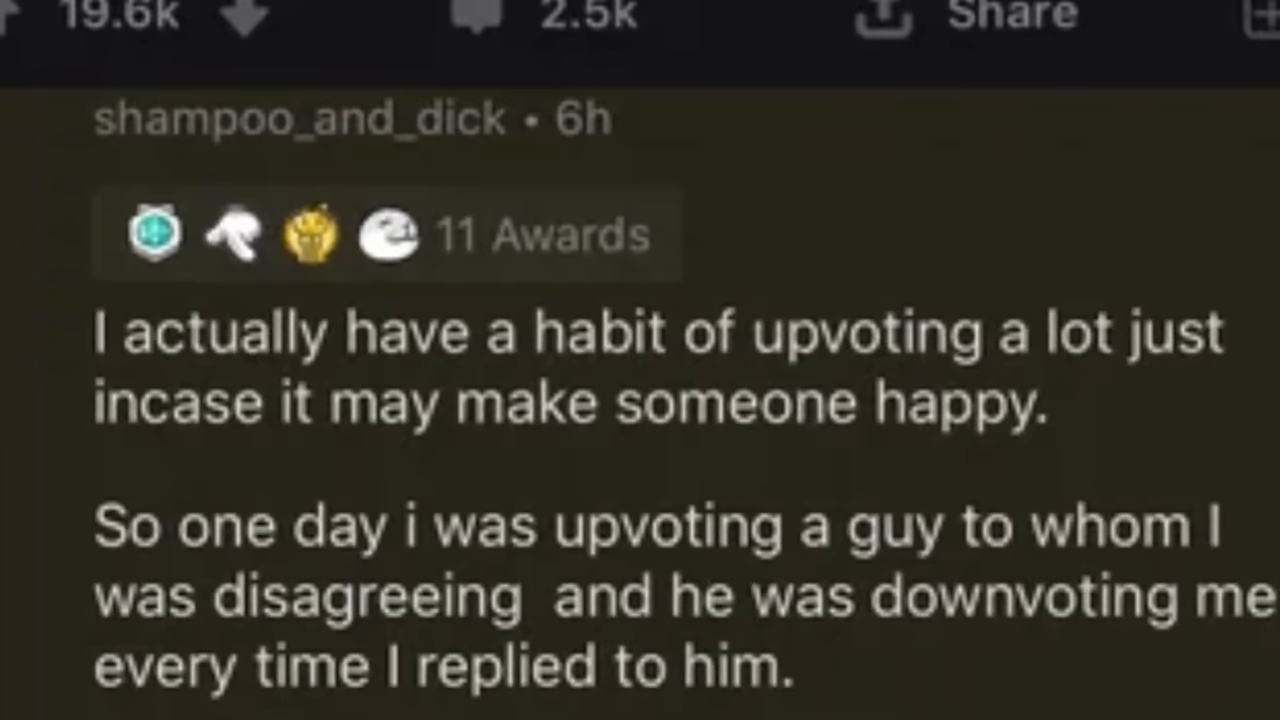 19.6k 2.5k Share
shampoo_and_dick • 6h
11 Awards
I actually have a habit of upvoting a lot just
incase it may make someone happy.
So one day i was upvoting a guy to whom I
was disagreeing  and he was downvoting me
every time I replied to him.